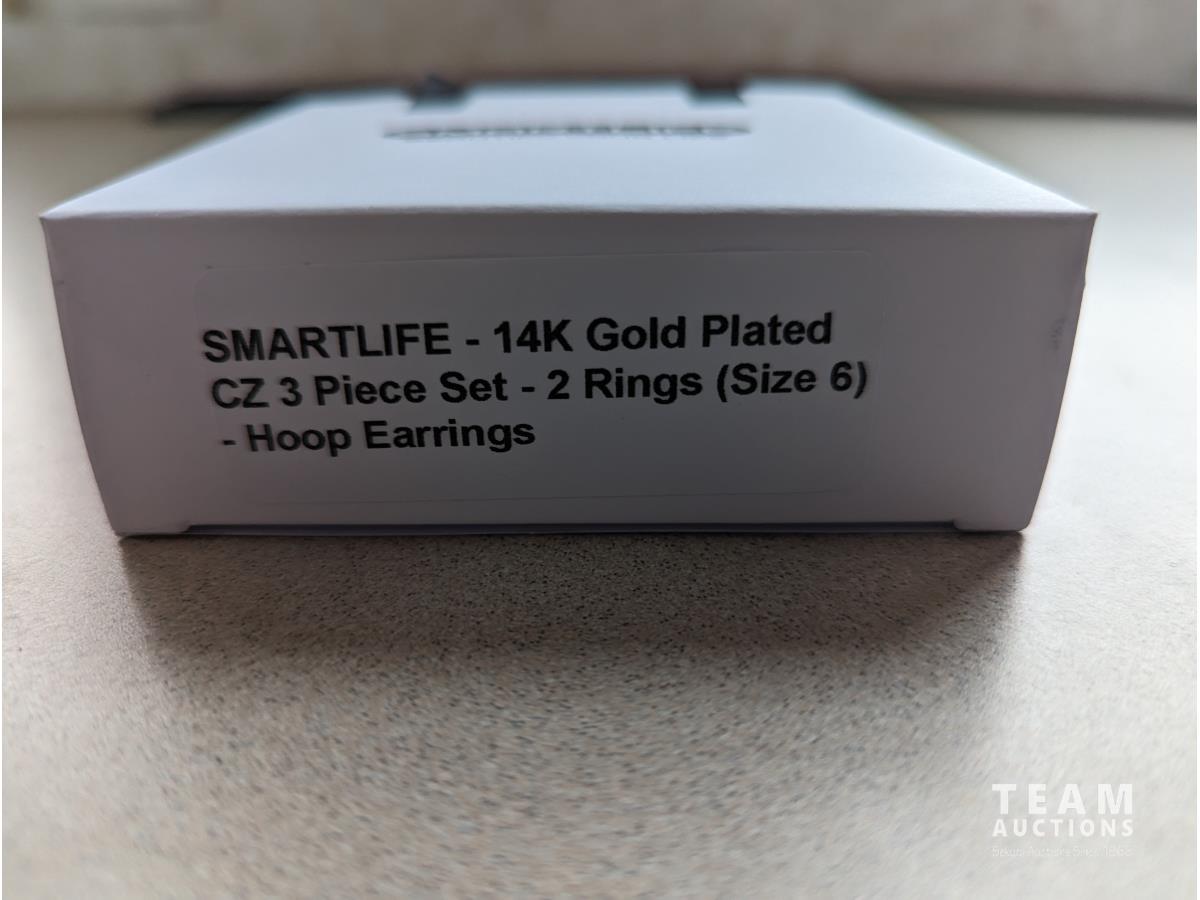 SMARTLIFE - 14K Gold Plated
CZ 3 Piece Set - 2 Rings (Size 6)
- Hoop Earrings
TEAM
AUCTIONS